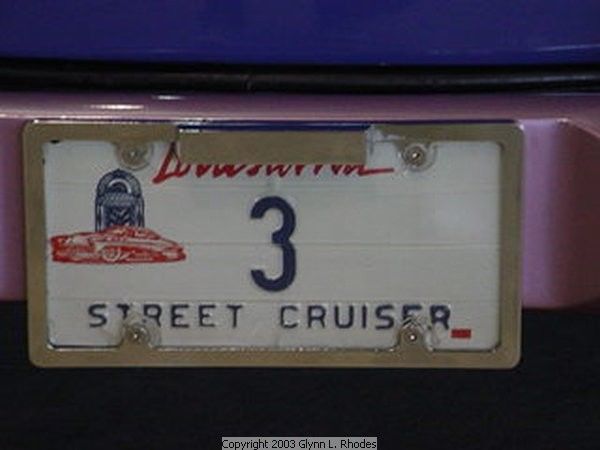 Louisiana
3
STREET CRUISER
Copyright 2003 Glynn L. Rhodes